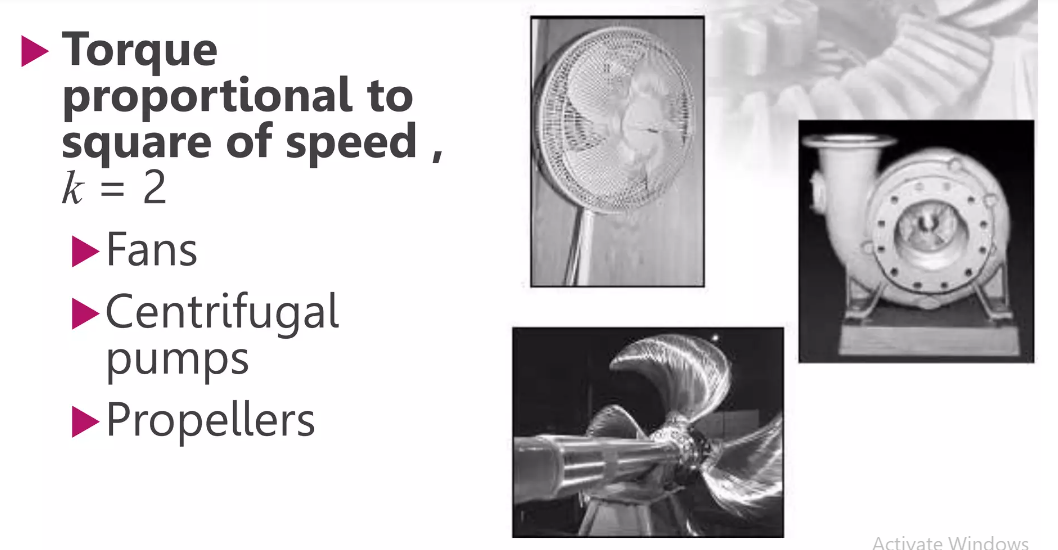 Torque
proportional to
square of speed ,
k = 2
Fans
Centrifugal
pumps
Propellers
Activate Windows